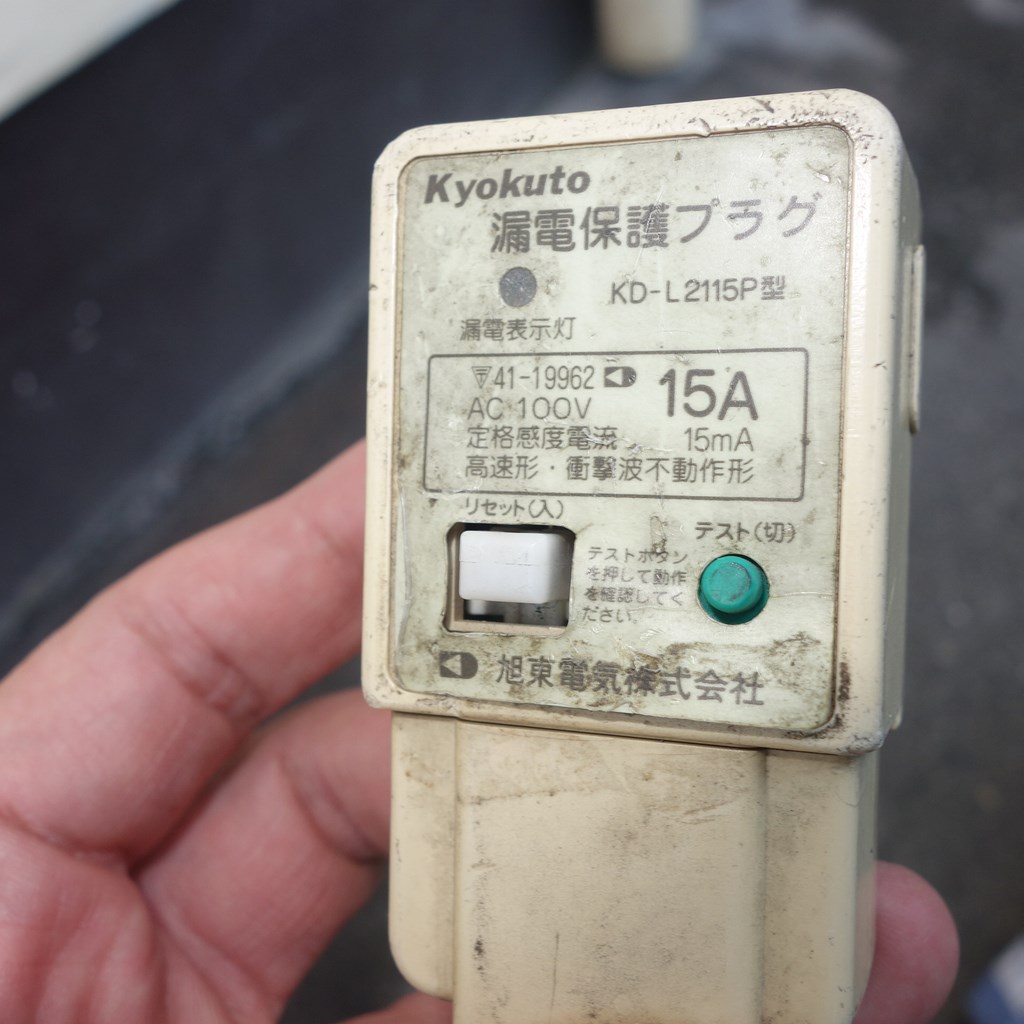 Kyokuto
漏電保護プラグ
KD-L2115P型
漏電表示灯
〒41-19962 15A
AC 100V
定格感度電流 15mA
高速形・衝撃波不動作形
リセット(入)
テスト(切)
テストボタン
を押して動作
を確認してく
ださい。
旭東電気株式会社